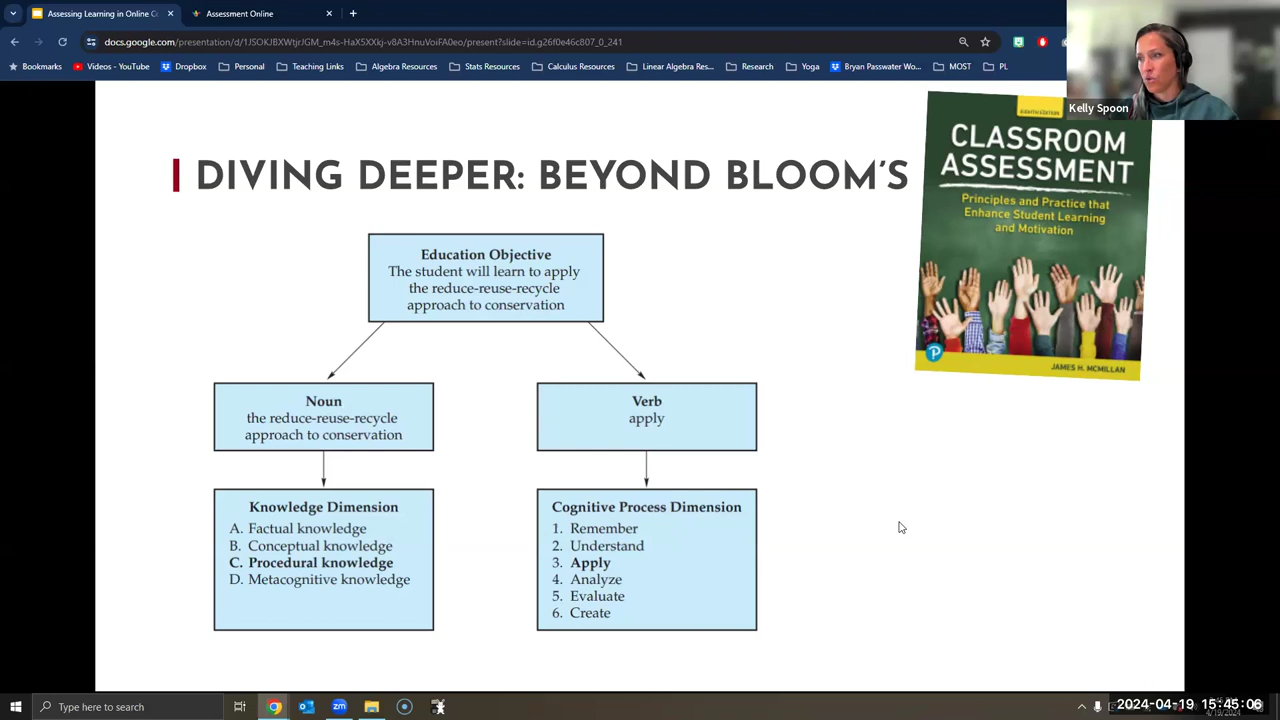 Assessing Learning in Online Co
Assessment Online
docs.google.com/presentation/d/1JSOKJBXWtjrJGM_m4s-HaX5P0kj-v8A3HnuVoiFA0eo/present?slide=id.g26f0e46c807_0_241
Bookmarks
Videos - YouTube
Dropbox
Personal
Teaching Links
Algebra Resources
Stats Resources
Calculus Resources
Linear Algebra Res...
Research
Yoga
Bryan Passwater Wo...
MOST
PL
Kelly Spoon
DIVING DEEPER: BEYOND BLOOM'S
EIGHTH EDITION
CLASSROOM
ASSESSMENT
Principles and Practice that
Enhance Student Learning
and Motivation
P
JAMES H. MCMILLAN
Education Objective
The student will learn to apply
the reduce-reuse-recycle
approach to conservation
Noun
the reduce-reuse-recycle
approach to conservation
Verb
apply
Knowledge Dimension
A. Factual knowledge
B. Conceptual knowledge
C. Procedural knowledge
D. Metacognitive knowledge
Cognitive Process Dimension
1. Remember
2. Understand
3. Apply
4. Analyze
5. Evaluate
6. Create
Type here to search
zm
2024-04-19 15:45:06